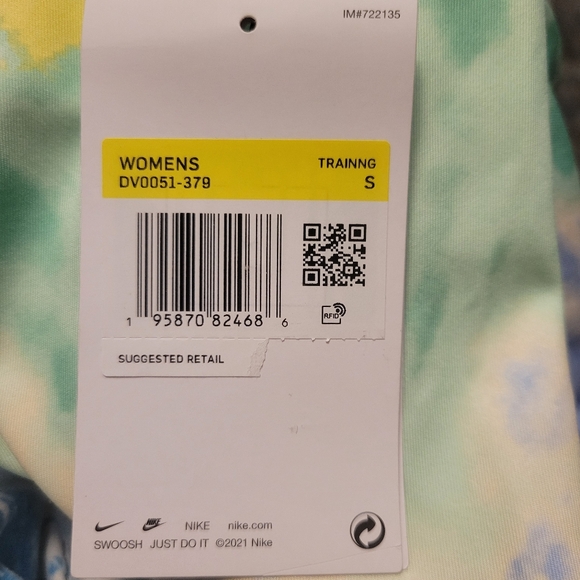 IM#722135
WOMENS TRAINNG
DV0051-379 S
1 95870 82468 6
RFID
SUGGESTED RETAIL
NIKE NIKE nike.com
SWOOSH JUST DO IT ©2021 Nike